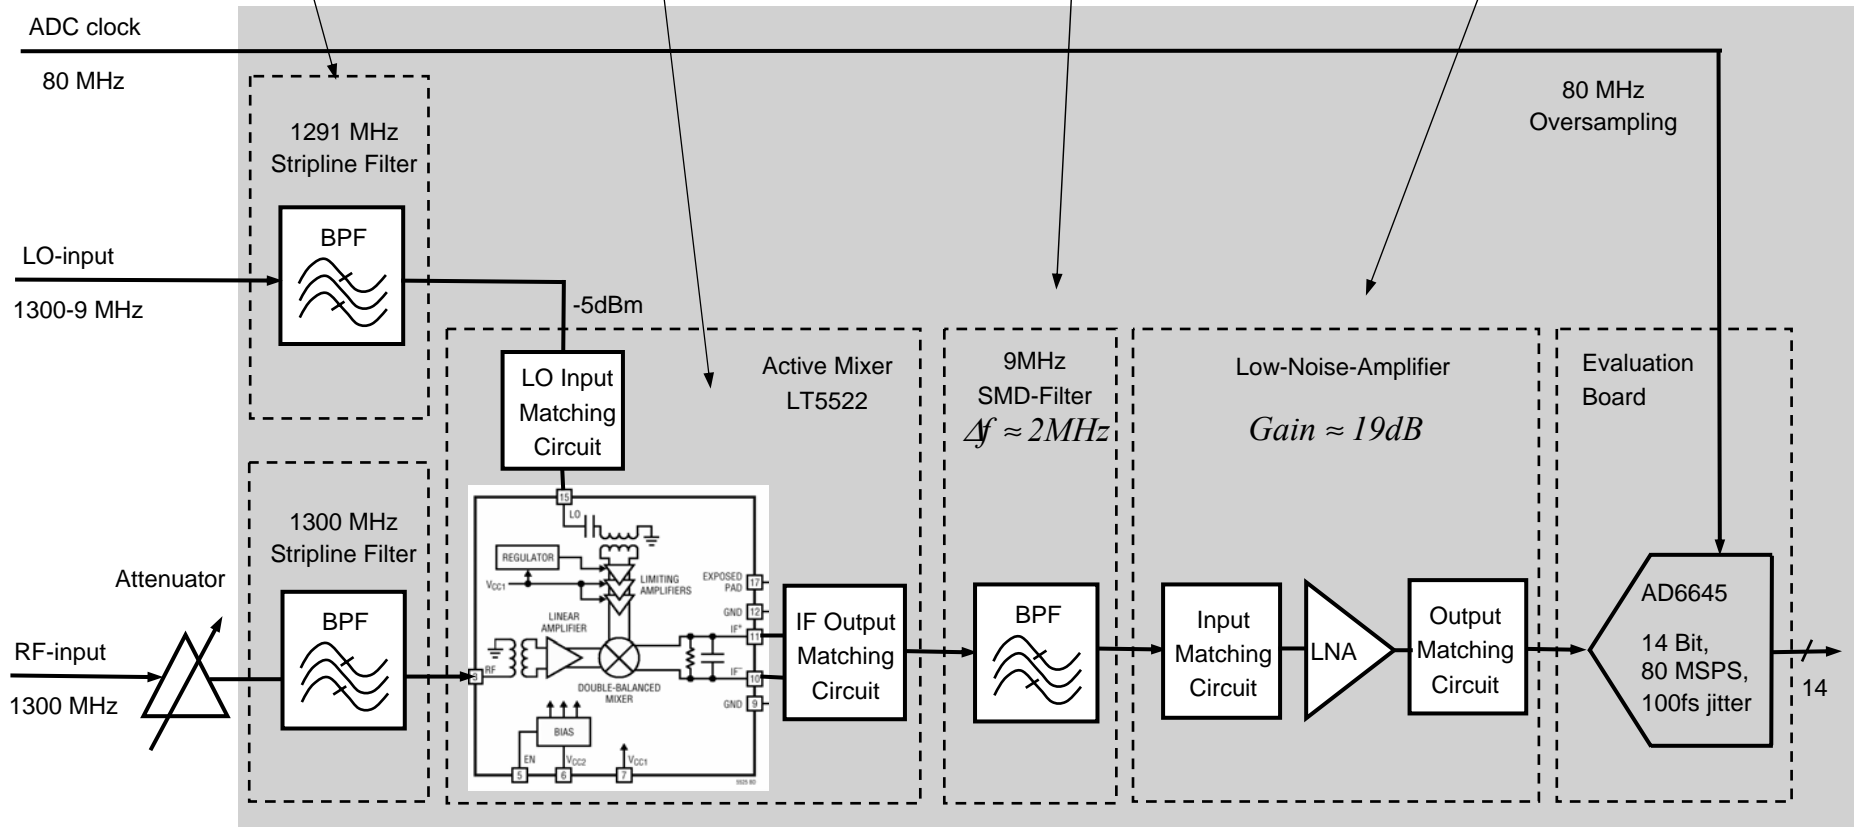 ADC clock
80 MHz
1291 MHz
Stripline Filter
BPF
LO-input
1300-9 MHz
-5dBm
80 MHz
Oversampling
LO Input
Matching
Circuit
Active Mixer
LT5522
9MHz
SMD-Filter
Δf ≈ 2MHz
Low-Noise-Amplifier
Gain ≈ 19dB
Evaluation
Board
1300 MHz
Stripline Filter
BPF
Attenuator
RF-input
1300 MHz
15
LO
REGULATOR
VCC1
LIMITING
AMPLIFIERS
EXPOSED
PAD
17
GND
12
LINEAR
AMPLIFIER
IF+
11
RF
3
DOUBLE-BALANCED
MIXER
IF-
10
GND
9
BIAS
EN
VCC2
VCC1
5
6
7
IF Output
Matching
Circuit
BPF
Input
Matching
Circuit
LNA
Output
Matching
Circuit
AD6645
14 Bit,
80 MSPS,
100fs jitter
14